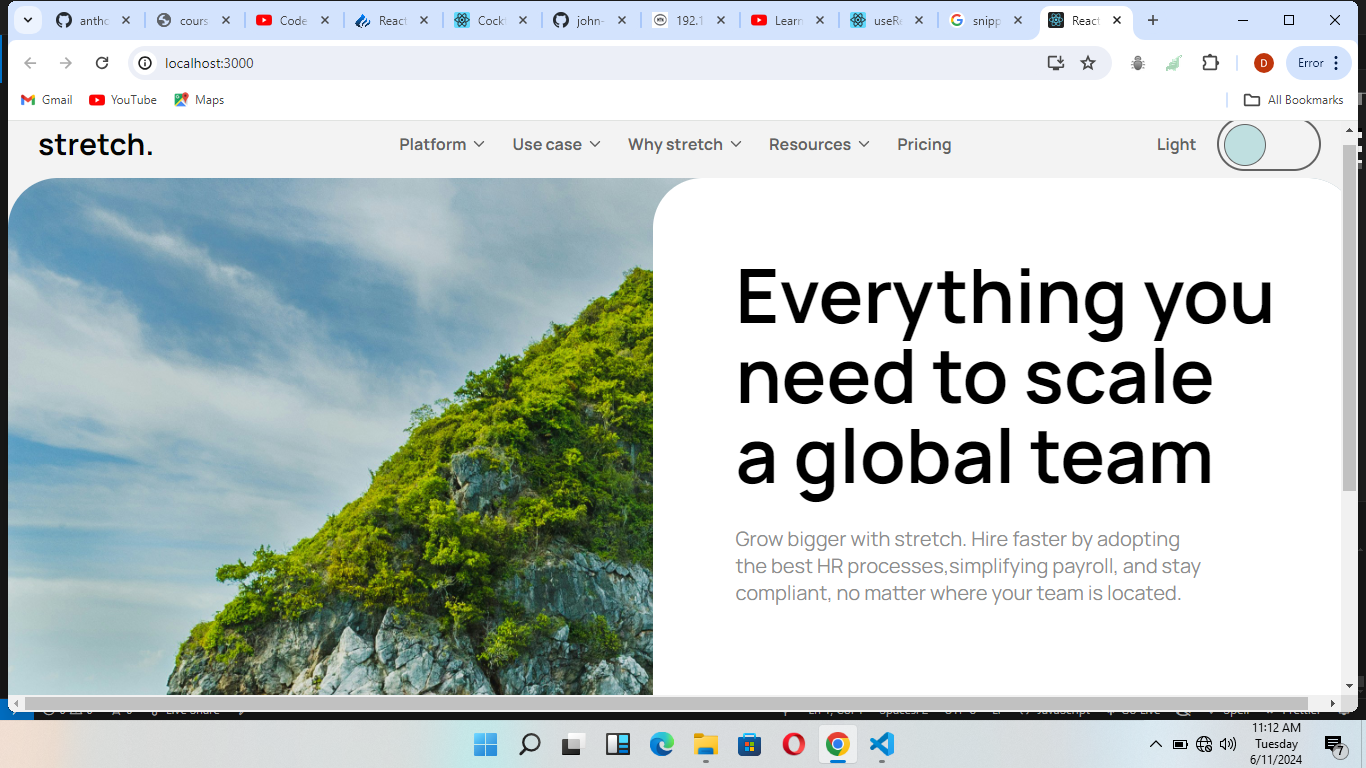 anthc
cours
Code
React
Cockt
john-
192.1
Learn
useRe
snipp
React
localhost:3000
D
Error
Gmail
YouTube
Maps
All Bookmarks
stretch.
Platform
Use case
Why stretch
Resources
Pricing
Light
Everything you
need to scale
a global team
Grow bigger with stretch. Hire faster by adopting
the best HR processes,simplifying payroll, and stay
compliant, no matter where your team is located.
11:12 AM
Tuesday
6/11/2024
7